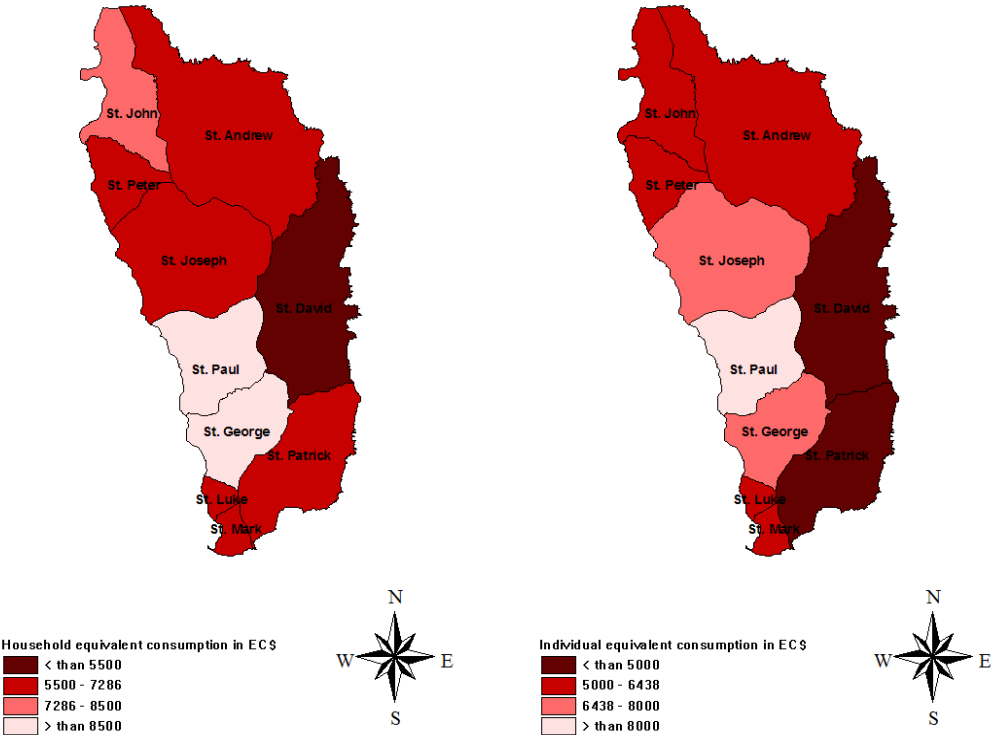 St. John
St. Andrew
St. Peter
St. Joseph
St. David
St. Paul
St. George
St. Patrick
St. Luke
St. Mark
N
W E
S
Household equivalent consumption in EC$
< than 5500
5500 - 7286
7286 - 8500
> than 8500
St. John
St. Andrew
St. Peter
St. Joseph
St. David
St. Paul
St. George
St. Patrick
St. Luke
St. Mark
N
W E
S
Individual equivalent consumption in EC$
< than 5000
5000 - 6438
6438 - 8000
> than 8000